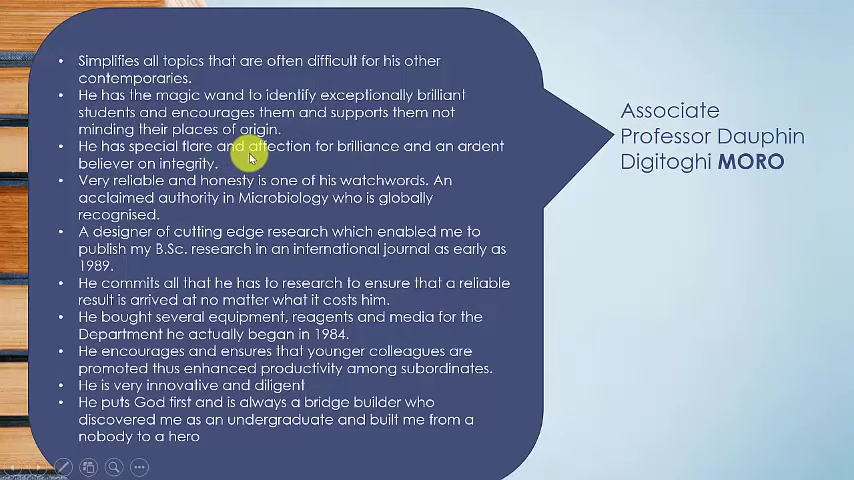 • Simplifies all topics that are often difficult for his other
contemporaries.
• He has the magic wand to identify exceptionally brilliant
students and encourages them and supports them not
minding their places of origin.
• He has special flare and affection for brilliance and an ardent
believer on integrity.
• Very reliable and honesty is one of his watchwords. An
acclaimed authority in Microbiology who is globally
recognised.
• A designer of cutting edge research which enabled me to
publish my B.Sc. research in an international journal as early as
1989.
• He commits all that he has to research to ensure that a reliable
result is arrived at no matter what it costs him.
• He bought several equipment, reagents and media for the
Department he actually began in 1984.
• He encourages and ensures that younger colleagues are
promoted thus enhanced productivity among subordinates.
• He is very innovative and diligent
• He puts God first and is always a bridge builder who
discovered me as an undergraduate and built me from a
nobody to a hero
Associate
Professor Dauphin
Digitoghi MORO